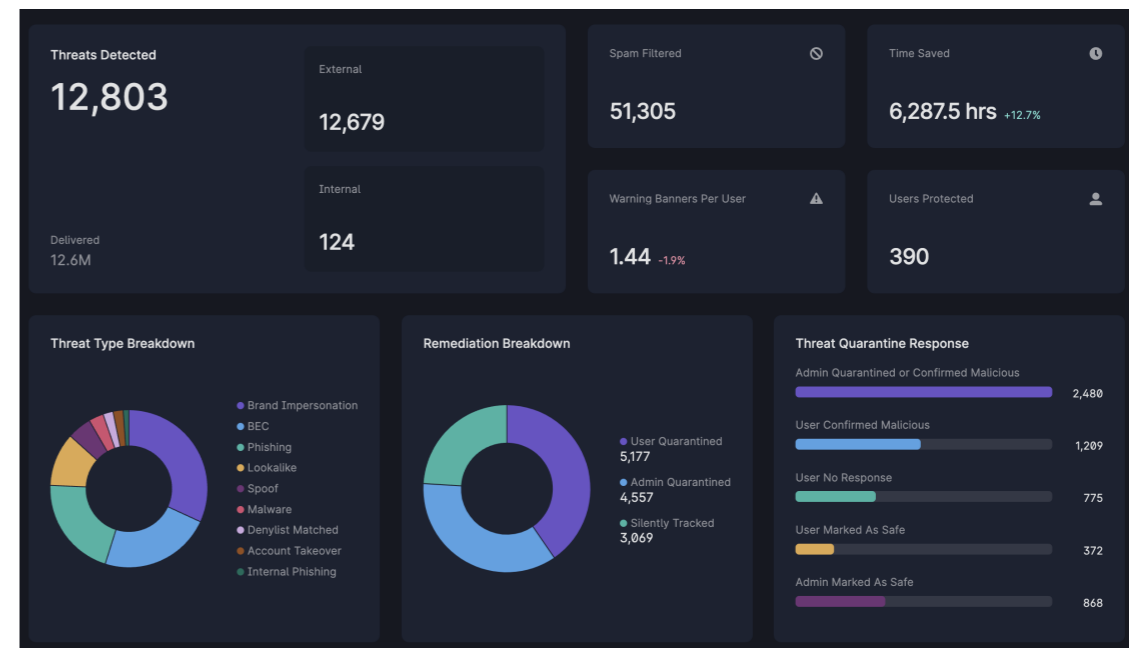 Threats Detected
12,803
External
12,679
Internal
124
Delivered
12.6M
Spam Filtered
51,305
Time Saved
6,287.5 hrs +12.7%
Warning Banners Per User
1.44 -1.9%
Users Protected
390
Threat Type Breakdown
Brand Impersonation
BEC
Phishing
Lookalike
Spoof
Malware
Denylist Matched
Account Takeover
Internal Phishing
Remediation Breakdown
User Quarantined
5,177
Admin Quarantined
4,557
Silently Tracked
3,069
Threat Quarantine Response
Admin Quarantined or Confirmed Malicious
2,480
User Confirmed Malicious
1,209
User No Response
775
User Marked As Safe
372
Admin Marked As Safe
868